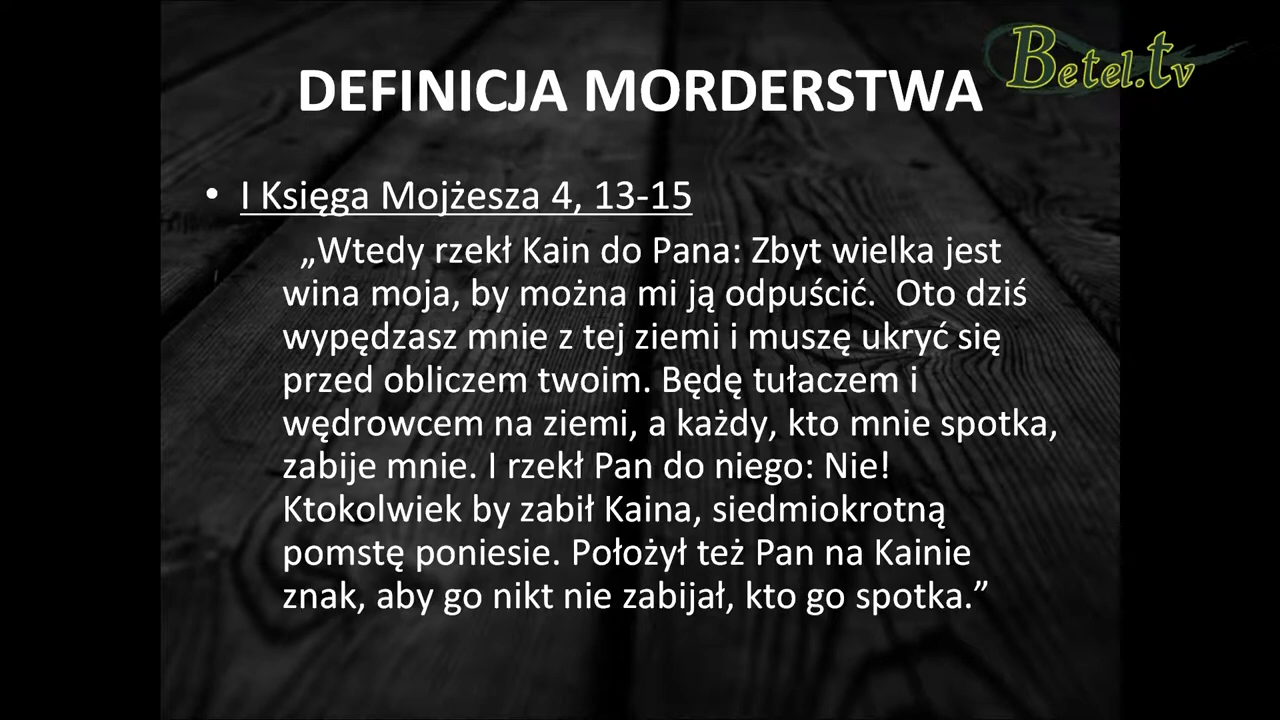 Betel.tv
DEFINICJA MORDERSTWA
• I Księga Mojżesza 4, 13-15
„Wtedy rzekł Kain do Pana: Zbyt wielka jest
wina moja, by można mi ją odpuścić.  Oto dziś
wypędzasz mnie z tej ziemi i muszę ukryć się
przed obliczem twoim. Będę tułaczem i
wędrowcem na ziemi, a każdy, kto mnie spotka,
zabije mnie. I rzekł Pan do niego: Nie!
Ktokolwiek by zabił Kaina, siedmiokrotną
pomstę poniesie. Położył też Pan na Kainie
znak, aby go nikt nie zabijał, kto go spotka.”